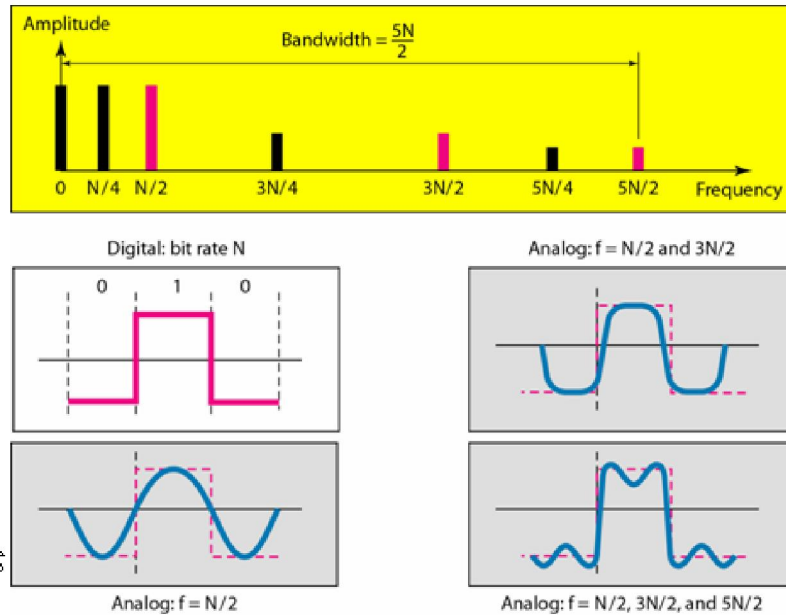 Amplitude
Bandwidth = 5N/2
0 N/4 N/2 3N/4 3N/2 5N/4 5N/2 Frequency
Digital: bit rate N
0 1 0
Analog: f = N/2 and 3N/2
Analog: f = N/2
Analog: f = N/2, 3N/2, and 5N/2